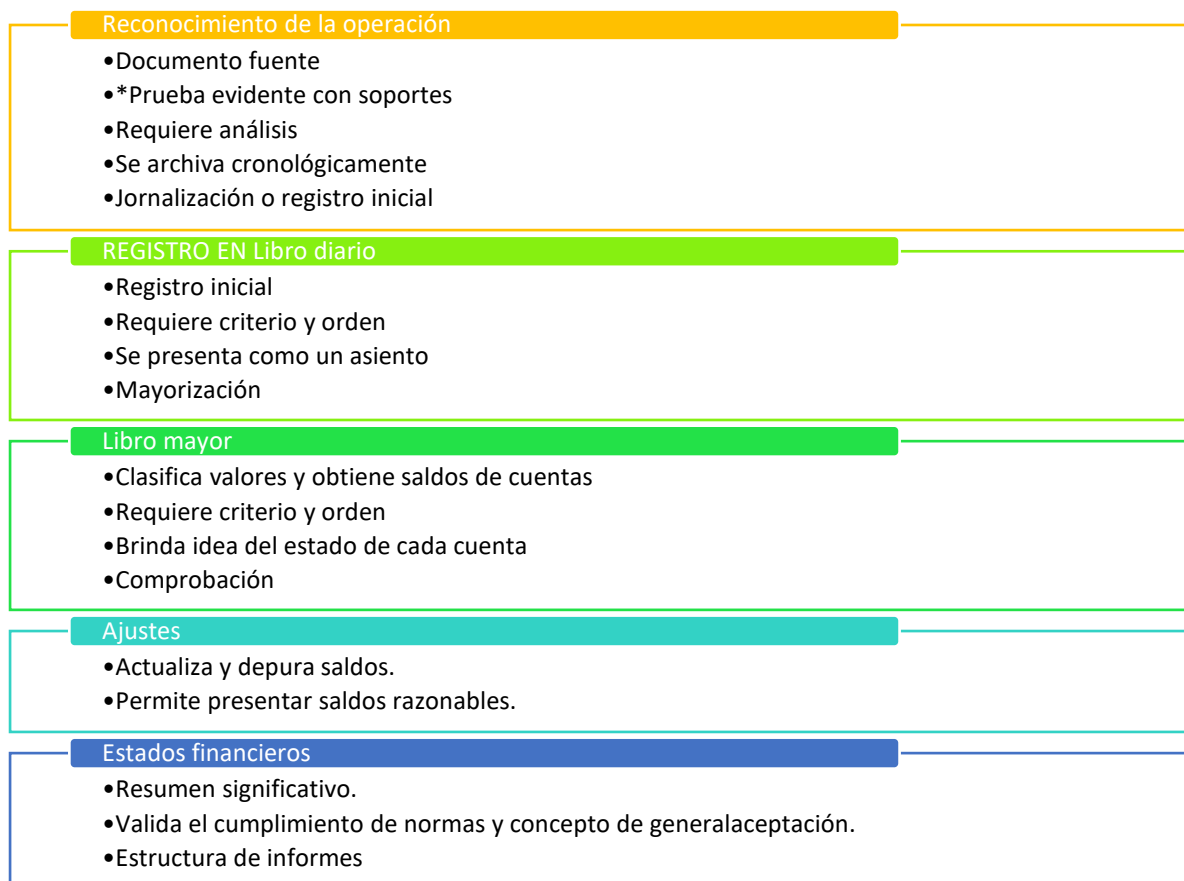 Reconocimiento de la operación
•Documento fuente
•*Prueba evidente con soportes
•Requiere análisis
•Se archiva cronológicamente
•Jornalización o registro inicial
REGISTRO EN Libro diario
•Registro inicial
•Requiere criterio y orden
•Se presenta como un asiento
•Mayorización
Libro mayor
•Clasifica valores y obtiene saldos de cuentas
•Requiere criterio y orden
•Brinda idea del estado de cada cuenta
•Comprobación
Ajustes
•Actualiza y depura saldos.
•Permite presentar saldos razonables.
Estados financieros
•Resumen significativo.
•Valida el cumplimiento de normas y concepto de generalaceptación.
•Estructura de informes